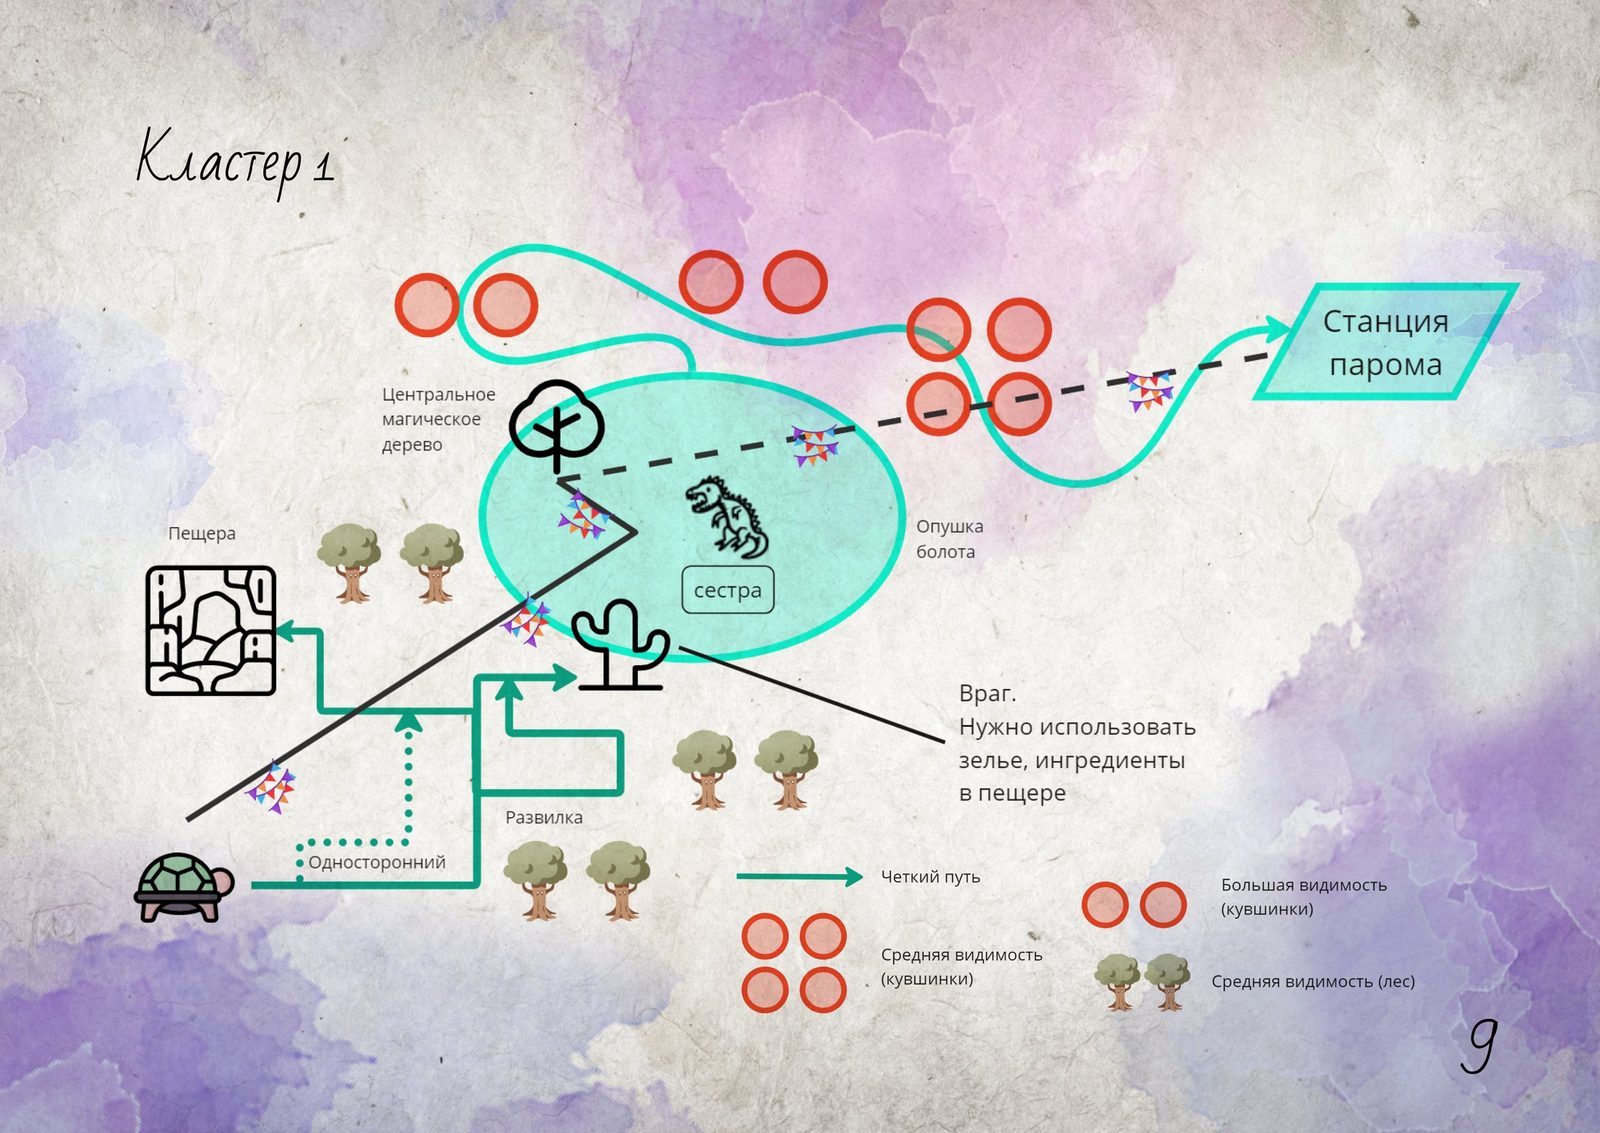 Кластер 1
Станция
парома
Центральное
магическое
дерево
Пещера
Опушка
болота
сестра
Враг.
Нужно использовать
зелье, ингредиенты
в пещере
Развилка
Односторонний
Четкий путь
Большая видимость
(кувшинки)
Средняя видимость
(кувшинки)
Средняя видимость (лес)
9